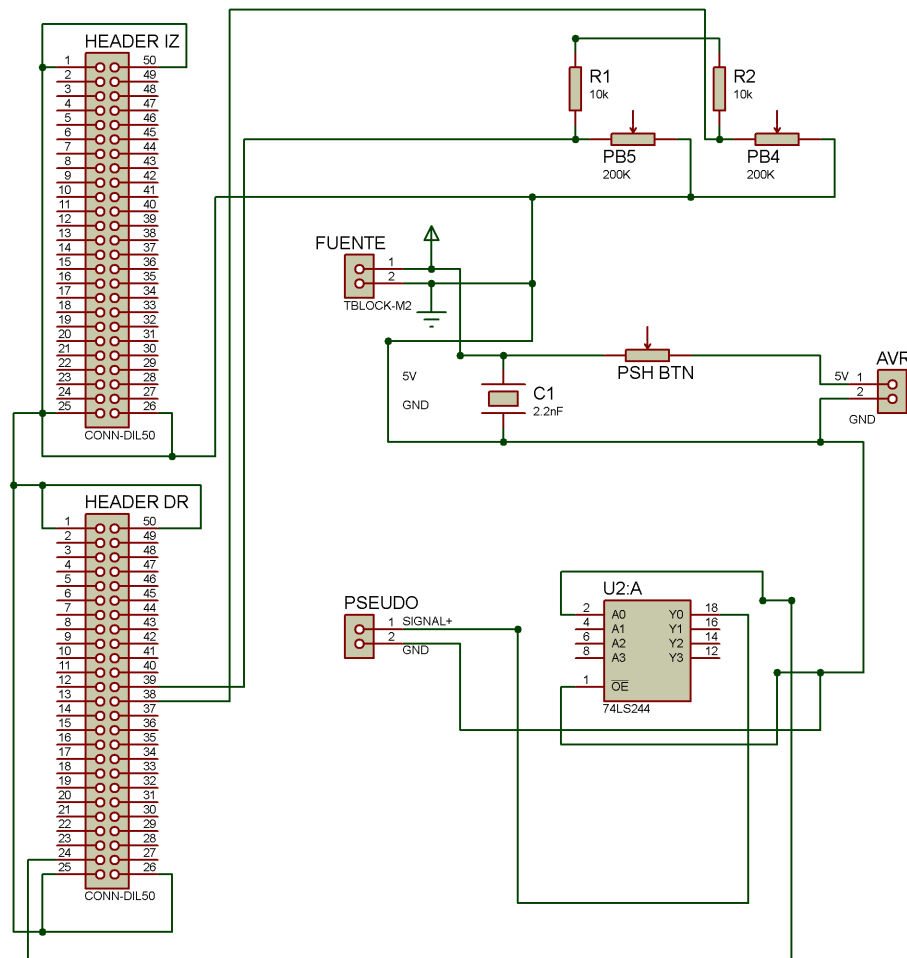 HEADER IZ
1 50
2 49
3 48
4 47
5 46
6 45
7 44
8 43
9 42
10 41
11 40
12 39
13 38
14 37
15 36
16 35
17 34
18 33
19 32
20 31
21 30
22 29
23 28
24 27
25 26
CONN-DIL50
R1
10k
R2
10k
PB5
200K
PB4
200K
FUENTE
1
2
TBLOCK-M2
PSH BTN
5V
GND
C1
2.2nF
AVR
5V 1
2
GND
HEADER DR
1 50
2 49
3 48
4 47
5 46
6 45
7 44
8 43
9 42
10 41
11 40
12 39
13 38
14 37
15 36
16 35
17 34
18 33
19 32
20 31
21 30
22 29
23 28
24 27
25 26
CONN-DIL50
PSEUDO
1 SIGNAL+
2 GND
U2:A
2 A0 Y0 18
4 A1 Y1 16
6 A2 Y2 14
8 A3 Y3 12
1 OE
74LS244